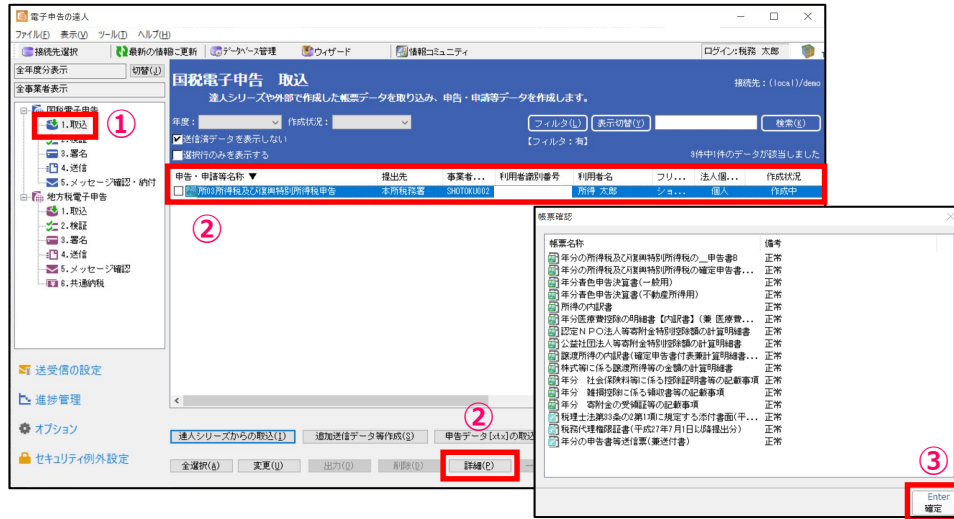 電子申告の達人
ファイル(F) 表示(V) ツール(T) ヘルプ(H)
接続先選択 最新の情報に更新 データベース管理 ウィザード 情報コミュニティ ログイン:税務 太郎
全年度分表示 切替(J)
全事業者表示
国税電子申告
1.取込
①
3.署名
4.送信
5.メッセージ確認・納付
地方税電子申告
1.取込
2.検証
3.署名
4.送信
5.メッセージ確認
6.共通納税
送受信の設定
進捗管理
オプション
セキュリティ例外設定
国税電子申告 取込
接続先:(local)/demo
達人シリーズや外部で作成した帳票データを取り込み、申告・申請等データを作成します。
年度: 作成状況: フィルタ(L) 表示切替(Y) 検索(K)
送信済データを表示しない 【フィルタ:有】
選択行のみを表示する 9件中1件のデータが該当しました
申告・申請等名称 ▼ 提出先 事業者... 利用者識別番号 利用者名 フリ... 法人個... 作成状況
所03所得税及び復興特別所得税申告 本所税務署 SHOTOKU002 所得 太郎 ショ... 個人 作成中
②
②
達人シリーズからの取込(I) 追加送信データ等作成(S) 申告データ[xtx]の取込
全選択(A) 変更(U) 出力(O) 削除(D) 詳細(P)
帳票確認
帳票名称 備考
年分の所得税及び復興特別所得税の__申告書B 正常
年分の所得税及び復興特別所得税の確定申告書... 正常
年分青色申告決算書(一般用) 正常
年分青色申告決算書(不動産所得用) 正常
所得の内訳書 正常
年分医療費控除の明細書【内訳書】(兼 医療費... 正常
認定NPO法人等寄附金特別控除額の計算明細書 正常
公益社団法人等寄附金特別控除額の計算明細書 正常
譲渡所得の内訳書(確定申告書付表兼計算明細書... 正常
株式等に係る譲渡所得等の金額の計算明細書 正常
年分 社会保険料等に係る控除証明書等の記載事項 正常
年分 雑損控除に係る領収書等の記載事項 正常
年分 寄附金の受領証等の記載事項 正常
税理士法第33条の2第1項に規定する添付書面(平... 正常
税務代理権限証書(平成27年7月1日以降提出分) 正常
年分の申告書等送信票(兼送付書) 正常
③
Enter
確定